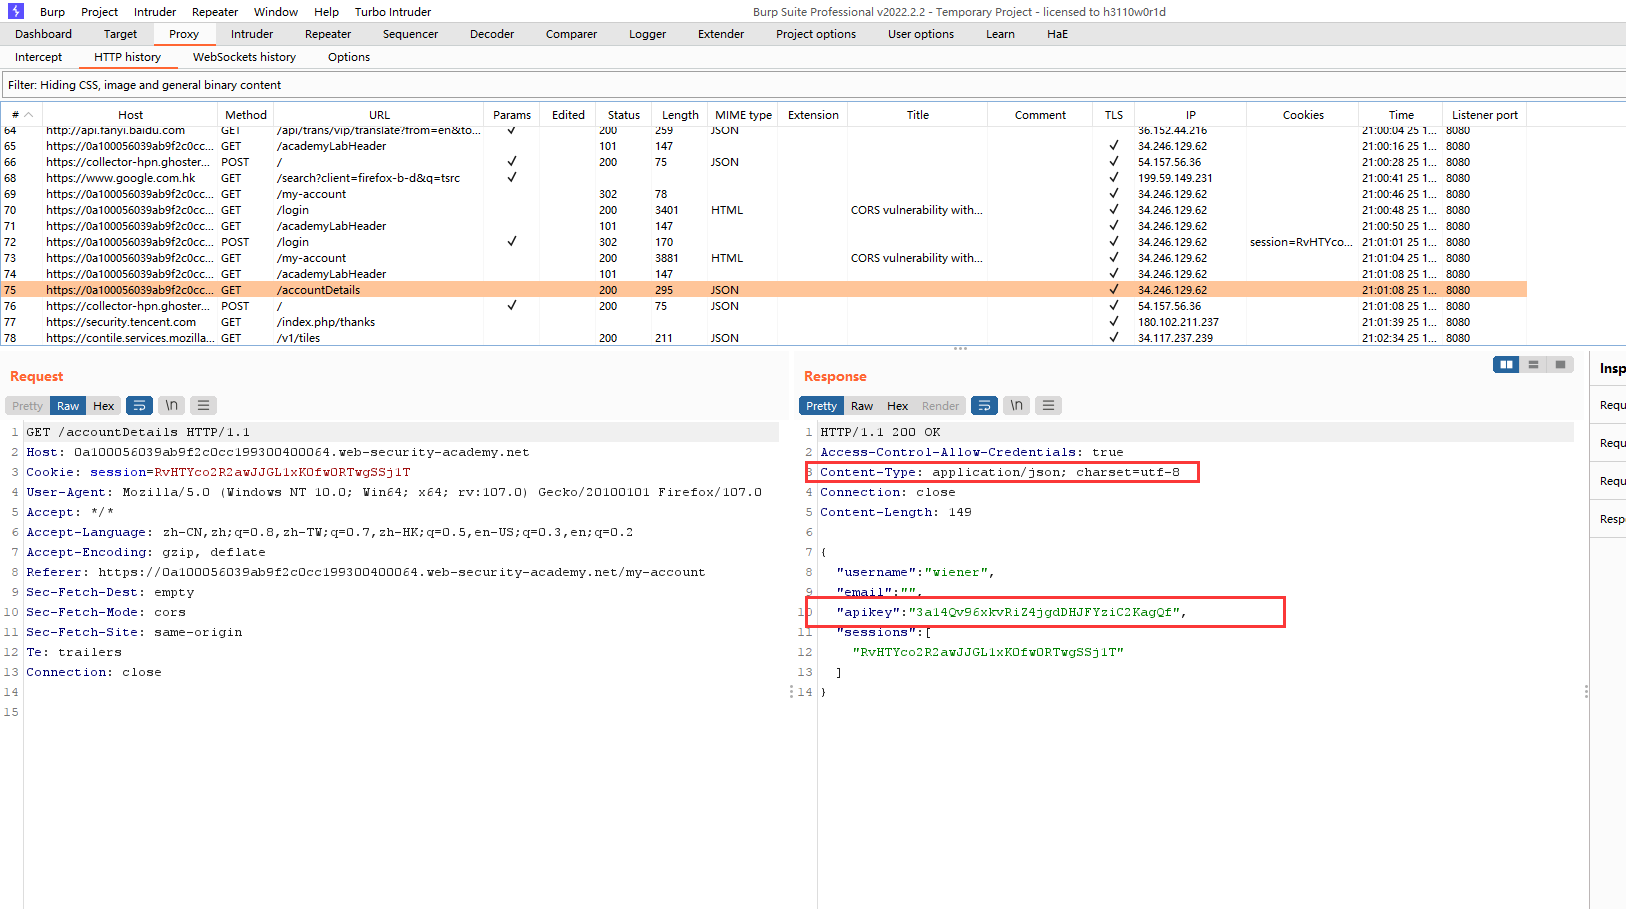 Burp Project Intruder Repeater Window Help Turbo Intruder Burp Suite Professional v2022.2.2 - Temporary Project - licensed to h3110w0r1d
Dashboard Target Proxy Intruder Repeater Sequencer Decoder Comparer Logger Extender Project options User options Learn HaE
Intercept HTTP history WebSockets history Options
Filter: Hiding CSS, image and general binary content
# Host Method URL Params Edited Status Length MIME type Extension Title Comment TLS IP Cookies Time Listener port
64 http://api.fanyi.baidu.com GET /api/trans/vip/translate?from=en&to... ✓ 200 259 JSON 36.152.44.216 21:00:04 25 1... 8080
65 https://0a100056039ab9f2c0cc... GET /academyLabHeader 101 147 ✓ 34.246.129.62 21:00:16 25 1... 8080
66 https://collector-hpn.ghoster... POST / ✓ 200 75 JSON ✓ 54.157.56.36 21:00:28 25 1... 8080
68 https://www.google.com.hk GET /search?client=firefox-b-d&q=tsrc ✓ ✓ 199.59.149.231 21:00:41 25 1... 8080
69 https://0a100056039ab9f2c0cc... GET /my-account 302 78 ✓ 34.246.129.62 21:00:46 25 1... 8080
70 https://0a100056039ab9f2c0cc... GET /login 200 3401 HTML CORS vulnerability with... ✓ 34.246.129.62 21:00:48 25 1... 8080
71 https://0a100056039ab9f2c0cc... GET /academyLabHeader 101 147 ✓ 34.246.129.62 21:00:50 25 1... 8080
72 https://0a100056039ab9f2c0cc... POST /login ✓ 302 170 ✓ 34.246.129.62 session=RvHTYco... 21:01:01 25 1... 8080
73 https://0a100056039ab9f2c0cc... GET /my-account 200 3881 HTML CORS vulnerability with... ✓ 34.246.129.62 21:01:04 25 1... 8080
74 https://0a100056039ab9f2c0cc... GET /academyLabHeader 101 147 ✓ 34.246.129.62 21:01:08 25 1... 8080
75 https://0a100056039ab9f2c0cc... GET /accountDetails 200 295 JSON ✓ 34.246.129.62 21:01:08 25 1... 8080
76 https://collector-hpn.ghoster... POST / ✓ 200 75 JSON ✓ 54.157.56.36 21:01:08 25 1... 8080
77 https://security.tencent.com GET /index.php/thanks ✓ 180.102.211.237 21:01:39 25 1... 8080
78 https://contile.services.mozilla... GET /v1/tiles 200 211 JSON ✓ 34.117.237.239 21:02:34 25 1... 8080
Request
Pretty Raw Hex \n
1 GET /accountDetails HTTP/1.1
2 Host: 0a100056039ab9f2c0cc199300400064.web-security-academy.net
3 Cookie: session=RvHTYco2R2awJJGL1xKOfwORTwgSSj1T
4 User-Agent: Mozilla/5.0 (Windows NT 10.0; Win64; x64; rv:107.0) Gecko/20100101 Firefox/107.0
5 Accept: */*
6 Accept-Language: zh-CN,zh;q=0.8,zh-TW;q=0.7,zh-HK;q=0.5,en-US;q=0.3,en;q=0.2
7 Accept-Encoding: gzip, deflate
8 Referer: https://0a100056039ab9f2c0cc199300400064.web-security-academy.net/my-account
9 Sec-Fetch-Dest: empty
10 Sec-Fetch-Mode: cors
11 Sec-Fetch-Site: same-origin
12 Te: trailers
13 Connection: close
14
15
Response
Pretty Raw Hex Render \n
1 HTTP/1.1 200 OK
2 Access-Control-Allow-Credentials: true
3 Content-Type: application/json; charset=utf-8
4 Connection: close
5 Content-Length: 149
6
7 {
8 "username":"wiener",
9 "email":"",
10 "apikey":"3a14Qv96xkvRiZ4jgdDHJFYziC2KagQf",
11 "sessions":[
12 "RvHTYco2R2awJJGL1xKOfwORTwgSSj1T"
13 ]
14 }
Insp
Requ
Requ
Requ
Resp